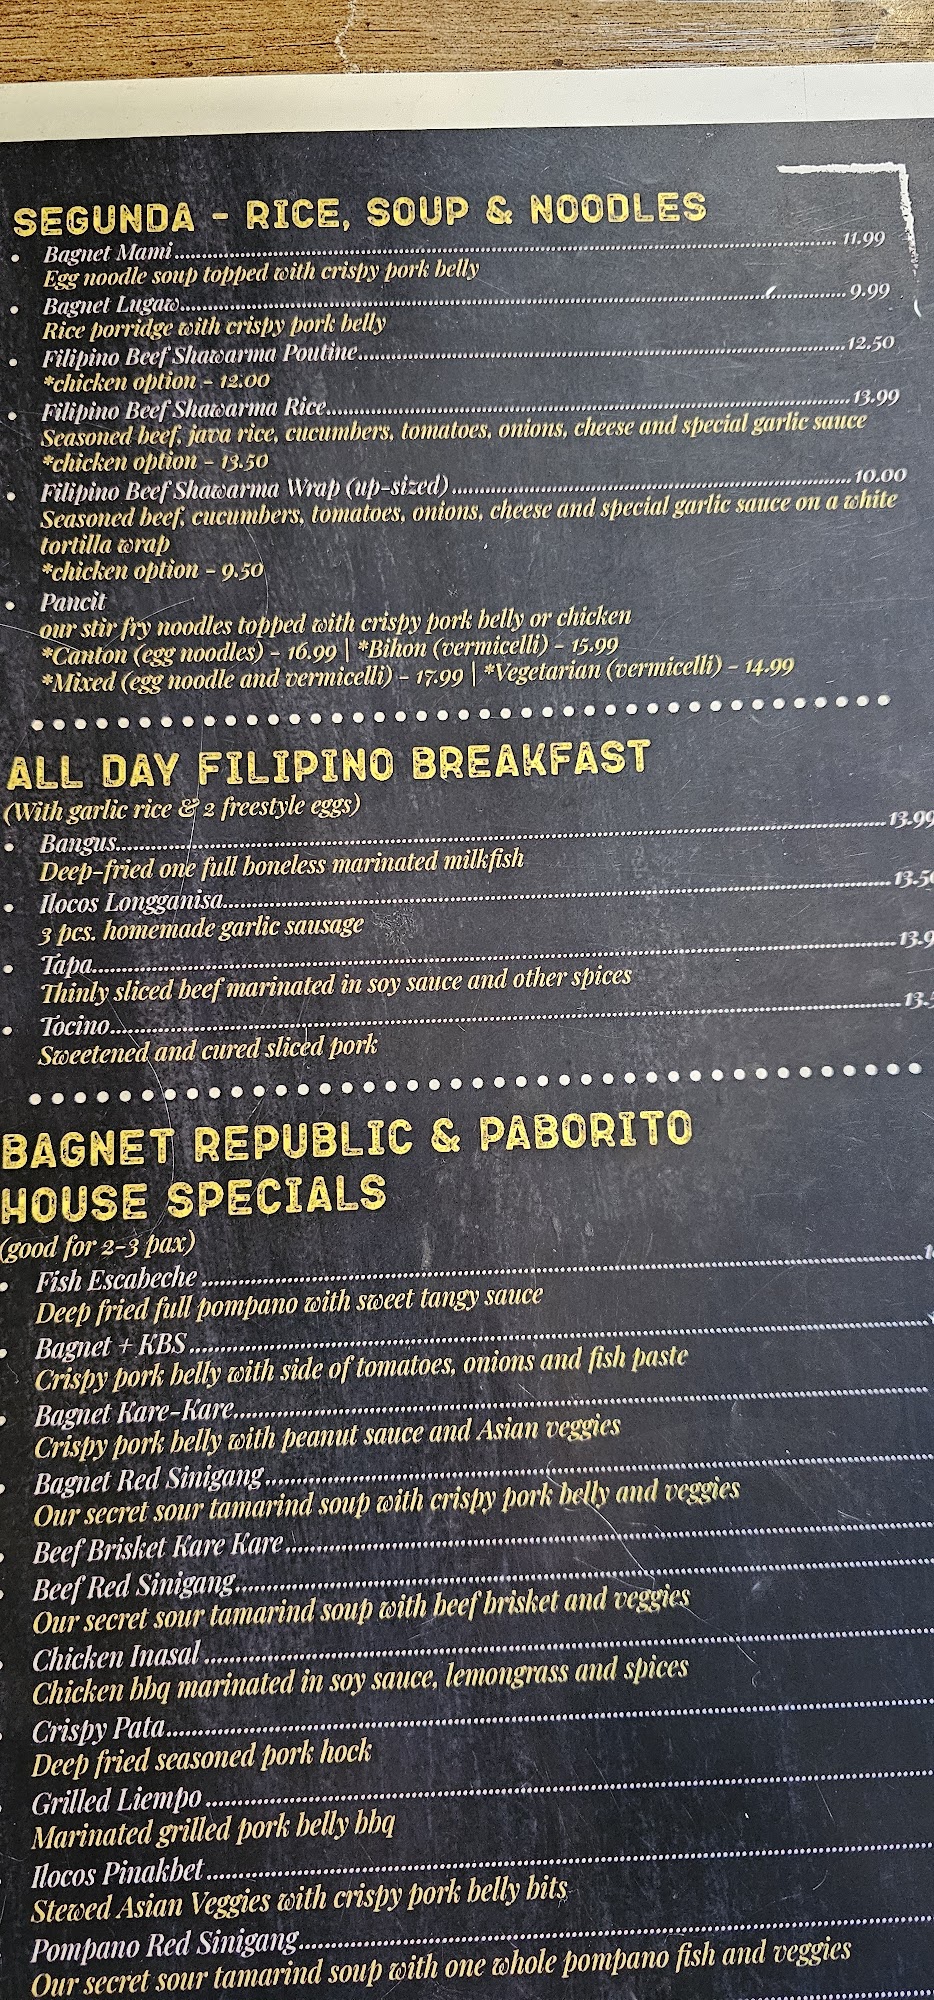 SEGUNDA - RICE, SOUP & NOODLES
• Bagnet Mami........ 11.99
Egg noodle soup topped with crispy pork belly
• Bagnet Lugaw........ 9.99
Rice porridge with crispy pork belly
• Filipino Beef Shawarma Poutine........12.50
*chicken option - 12.00
• Filipino Beef Shawarma Rice........13.99
Seasoned beef, java rice, cucumbers, tomatoes, onions, cheese and special garlic sauce
*chicken option - 13.50
• Filipino Beef Shawarma Wrap (up-sized)........10.00
Seasoned beef, cucumbers, tomatoes, onions, cheese and special garlic sauce on a white
tortilla wrap
*chicken option - 9.50
• Pancit
our stir fry noodles topped with crispy pork belly or chicken
*Canton (egg noodles) - 16.99 | *Bihon (vermicelli) - 15.99
*Mixed (egg noodle and vermicelli) - 17.99 | *Vegetarian (vermicelli) - 14.99
ALL DAY FILIPINO BREAKFAST
(With garlic rice & 2 freestyle eggs)
• Bangus........13.99
Deep-fried one full boneless marinated milkfish
• Ilocos Longganisa........13.50
3 pcs. homemade garlic sausage
• Tapa........13.9
Thinly sliced beef marinated in soy sauce and other spices
• Tocino........13.5
Sweetened and cured sliced pork
BAGNET REPUBLIC & PABORITO
HOUSE SPECIALS
(good for 2-3 pax)
• Fish Escabeche........
Deep fried full pompano with sweet tangy sauce
• Bagnet + KBS........
Crispy pork belly with side of tomatoes, onions and fish paste
• Bagnet Kare-Kare........
Crispy pork belly with peanut sauce and Asian veggies
• Bagnet Red Sinigang........
Our secret sour tamarind soup with crispy pork belly and veggies
• Beef Brisket Kare Kare........
• Beef Red Sinigang........
Our secret sour tamarind soup with beef brisket and veggies
• Chicken Inasal........
Chicken bbq marinated in soy sauce, lemongrass and spices
• Crispy Pata........
Deep fried seasoned pork hock
• Grilled Liempo........
Marinated grilled pork belly bbq
• Ilocos Pinakbet........
Stewed Asian Veggies with crispy pork belly bits
Pompano Red Sinigang........
Our secret sour tamarind soup with one whole pompano fish and veggies